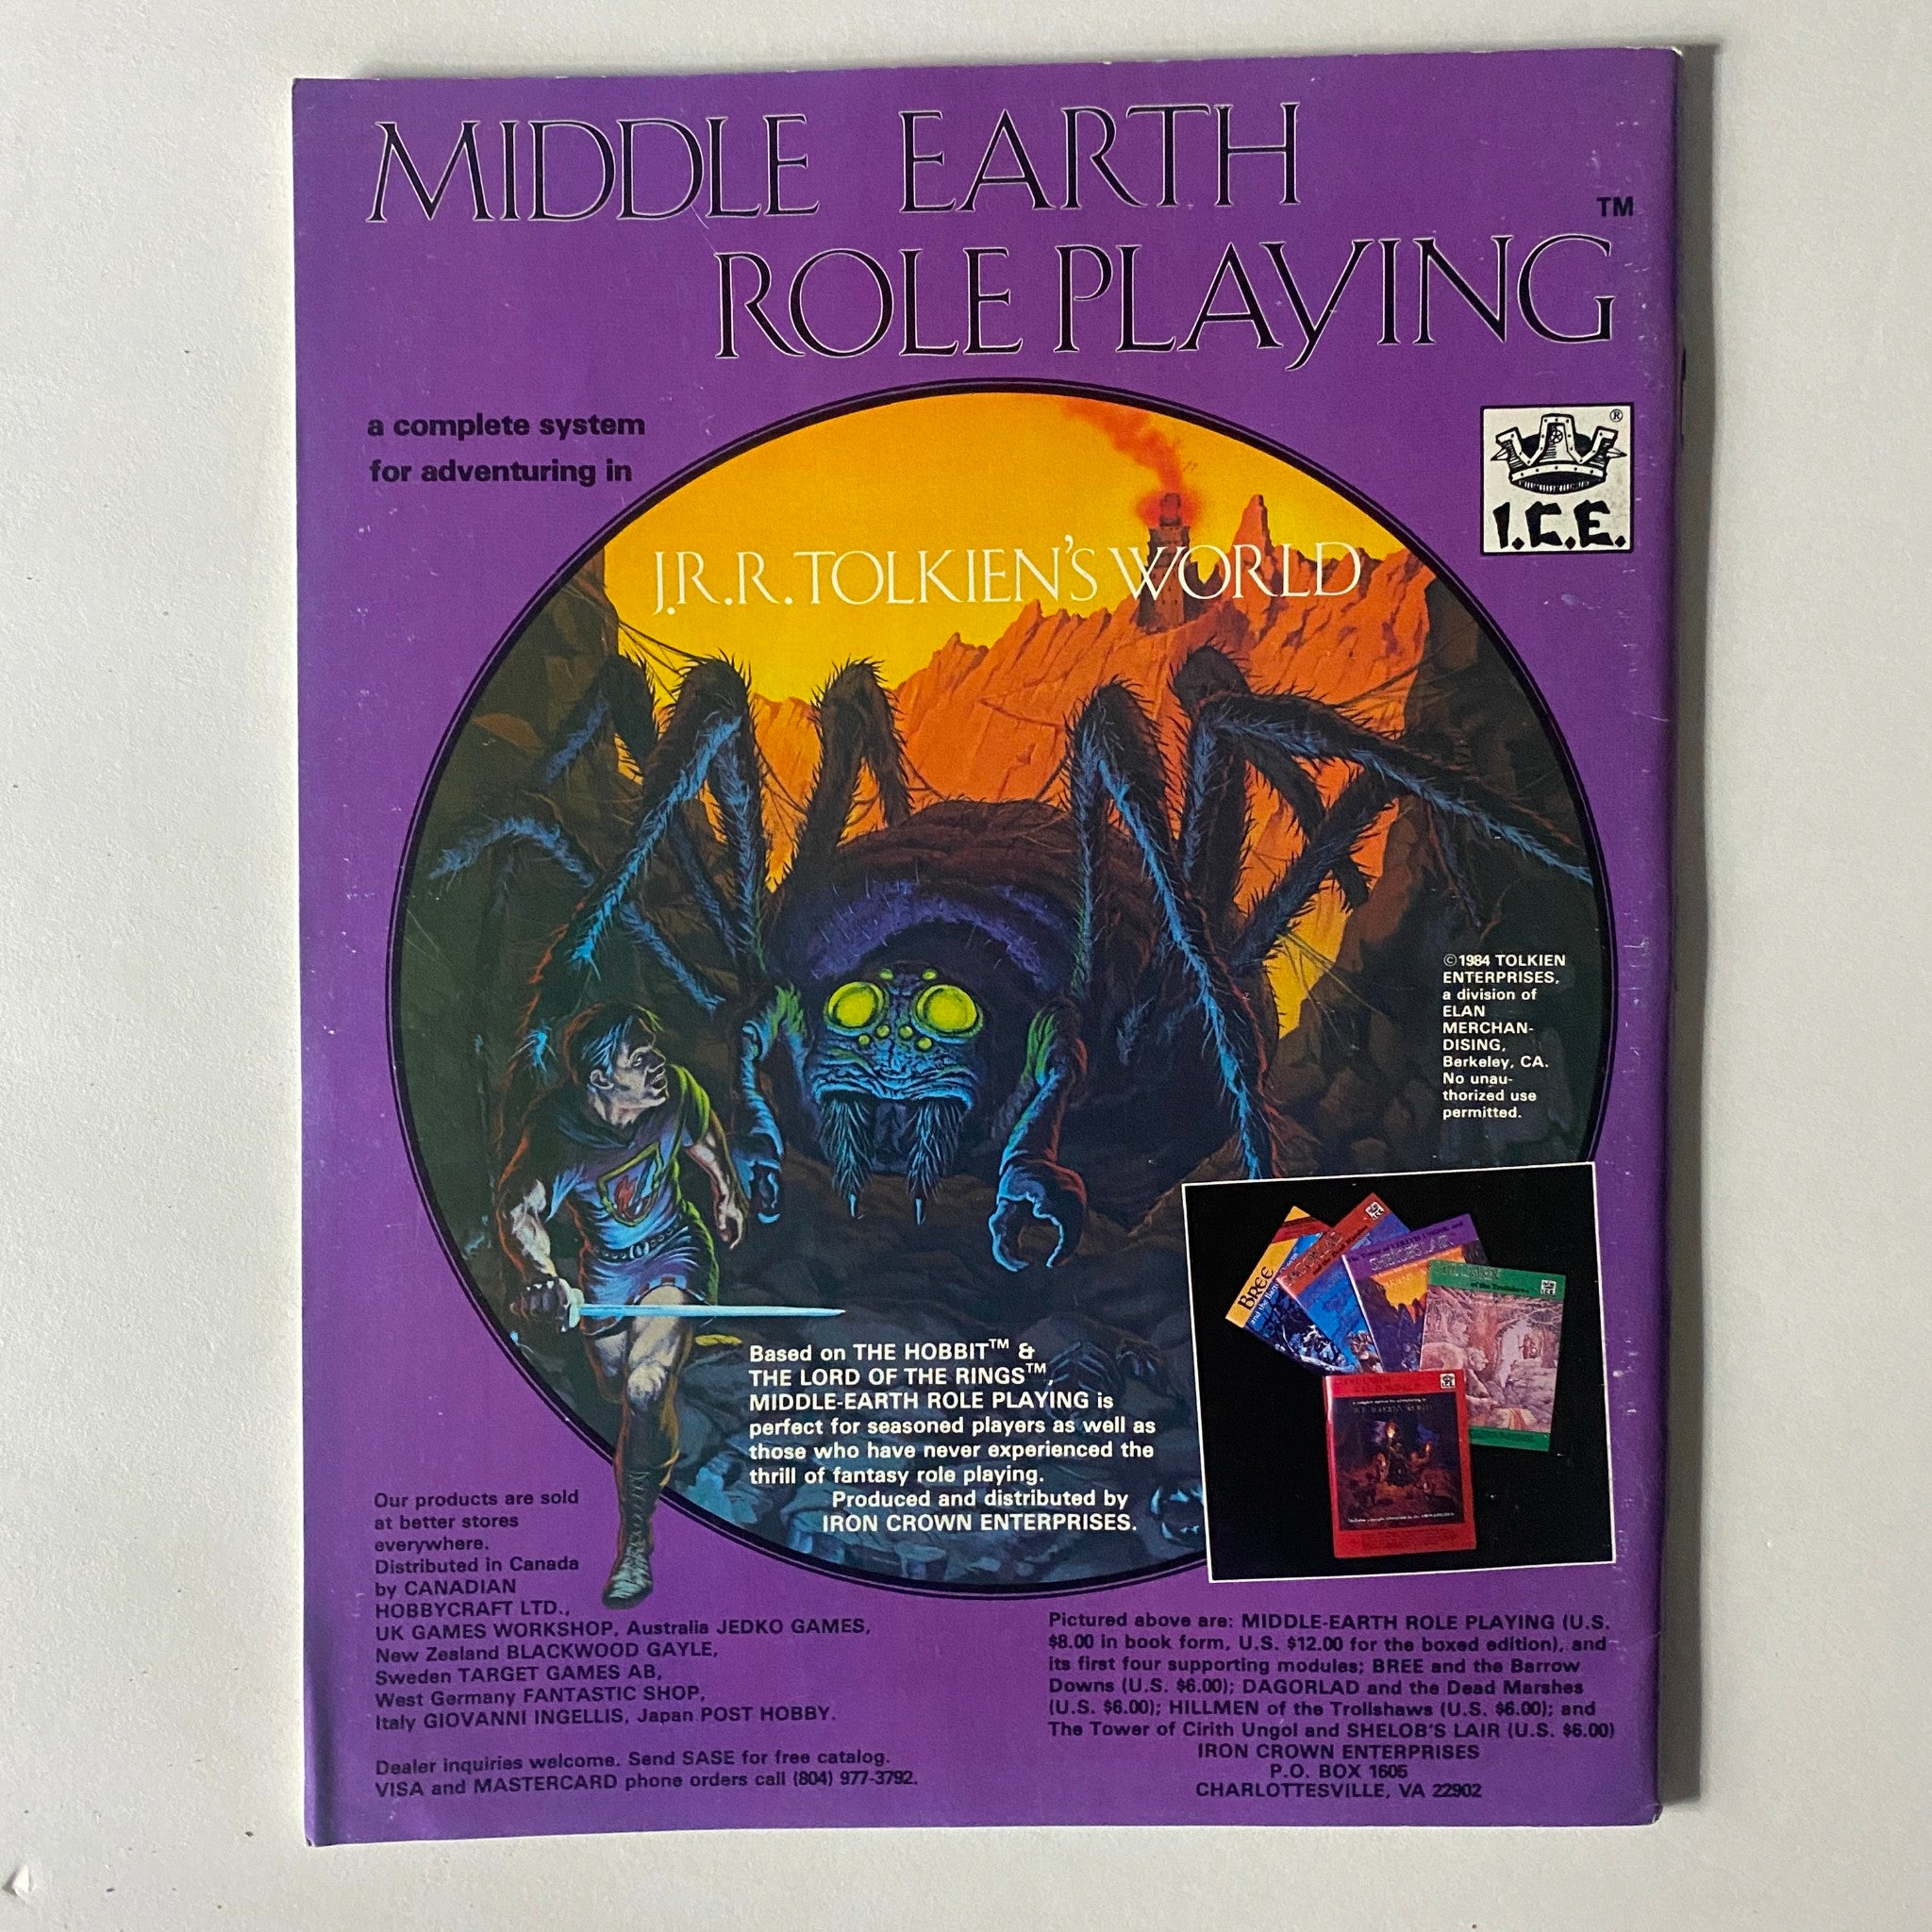 MIDDLE EARTH
ROLE PLAYING
TM
a complete system
for adventuring in
®
I.C.E.
J.R.R. TOLKIEN'S WORLD
©1984 TOLKIEN
ENTERPRISES,
a division of
ELAN
MERCHAN-
DISING,
Berkeley, CA.
No unau-
thorized use
permitted.
BREE
SHELOB'S LAIR
HILLMEN
of the Trollshaws
J.R.R. TOLKIEN'S WORLD
Based on THE HOBBIT™ &
THE LORD OF THE RINGS™,
MIDDLE-EARTH ROLE PLAYING is
perfect for seasoned players as well as
those who have never experienced the
thrill of fantasy role playing.
Produced and distributed by
IRON CROWN ENTERPRISES.
Our products are sold
at better stores
everywhere.
Distributed in Canada
by CANADIAN
HOBBYCRAFT LTD.,
UK GAMES WORKSHOP, Australia JEDKO GAMES,
New Zealand BLACKWOOD GAYLE,
Sweden TARGET GAMES AB,
West Germany FANTASTIC SHOP,
Italy GIOVANNI INGELLIS, Japan POST HOBBY.
Dealer inquiries welcome. Send SASE for free catalog.
VISA and MASTERCARD phone orders call (804) 977-3792.
Pictured above are: MIDDLE-EARTH ROLE PLAYING (U.S.
$8.00 in book form, U.S. $12.00 for the boxed edition), and
its first four supporting modules; BREE and the Barrow
Downs (U.S. $6.00); DAGORLAD and the Dead Marshes
(U.S. $6.00); HILLMEN of the Trollshaws (U.S. $6.00); and
The Tower of Cirith Ungol and SHELOB'S LAIR (U.S. $6.00)
IRON CROWN ENTERPRISES
P.O. BOX 1605
CHARLOTTESVILLE, VA 22902